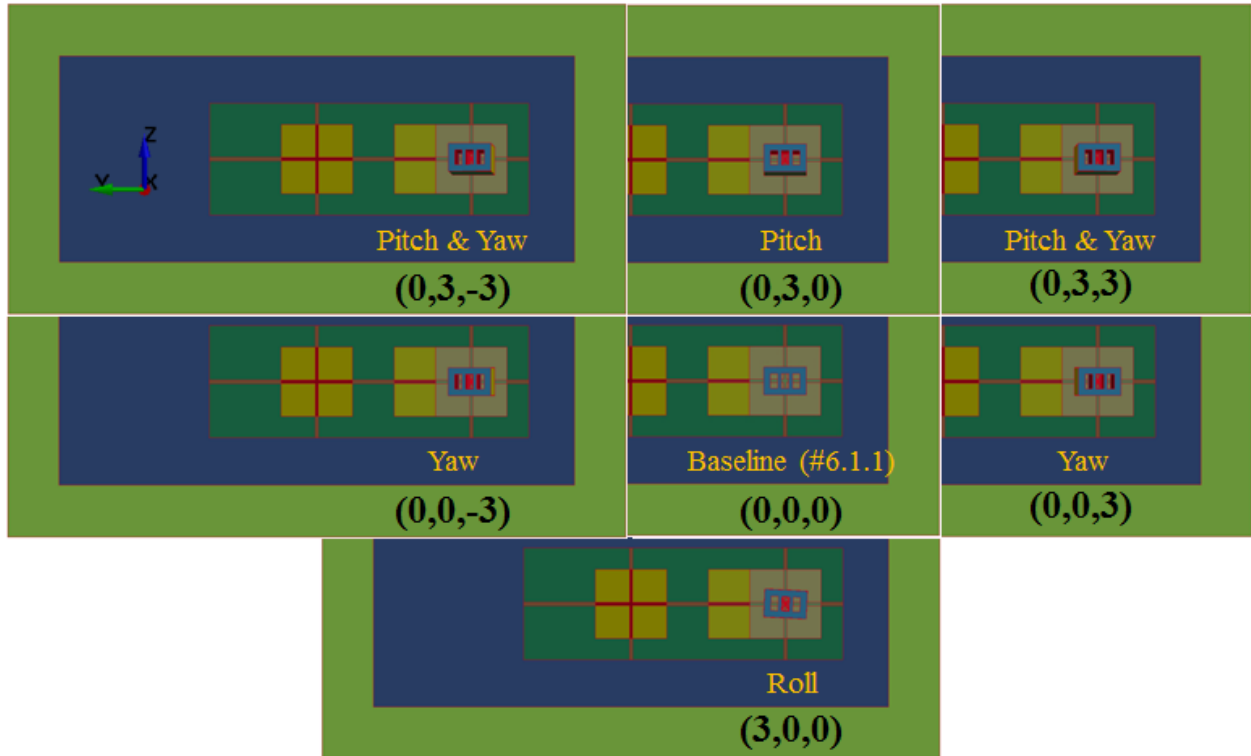 Z
Y
X
Pitch & Yaw
(0,3,-3)
Pitch
(0,3,0)
Pitch & Yaw
(0,3,3)
Yaw
(0,0,-3)
Baseline (#6.1.1)
(0,0,0)
Yaw
(0,0,3)
Roll
(3,0,0)